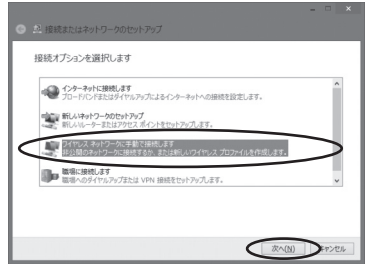 接続またはネットワークのセットアップ
接続オプションを選択します
インターネットに接続します
ブロードバンドまたはダイヤルアップによるインターネットへの接続を設定します。
新しいネットワークのセットアップ
新しいルーターまたはアクセス ポイントをセットアップします。
ワイヤレス ネットワークに手動で接続します
非公開のネットワークに接続するか、または新しいワイヤレス プロファイルを作成します。
職場に接続します
職場へのダイヤルアップまたは VPN 接続をセットアップします。
次へ(N)
キャンセル